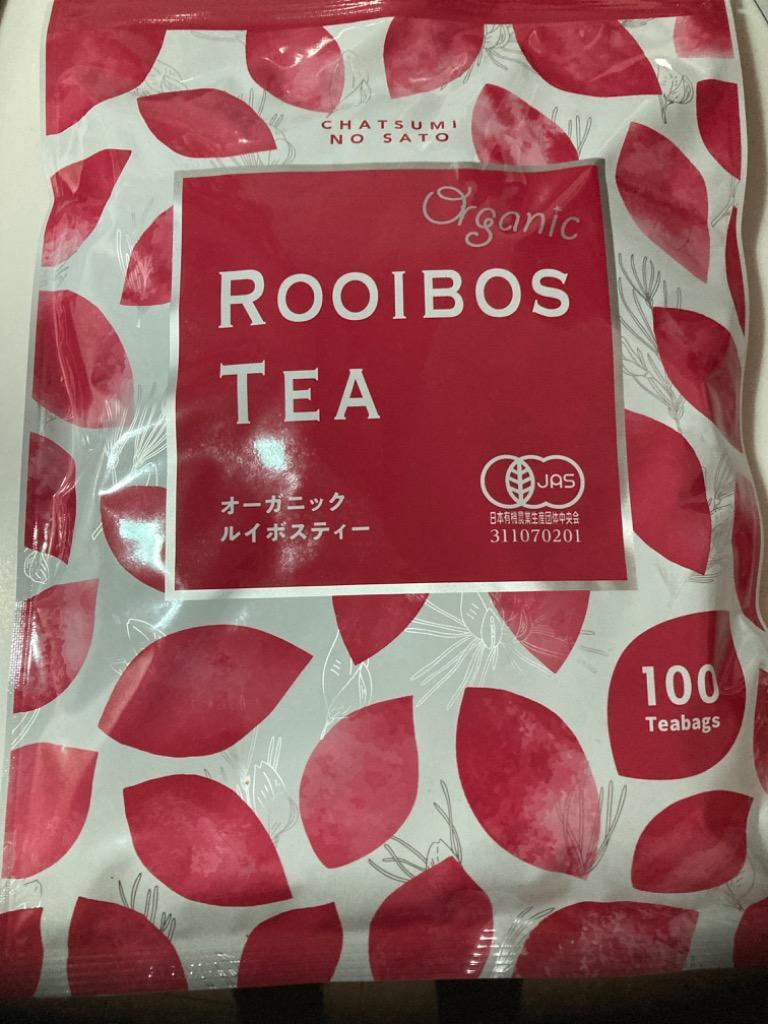 CHATSUMI
NO SATO
Organic
ROOIBOS
TEA
オーガニック
ルイボスティー
JAS
日本有機農業生産団体中央会
311070201
100
Teabags